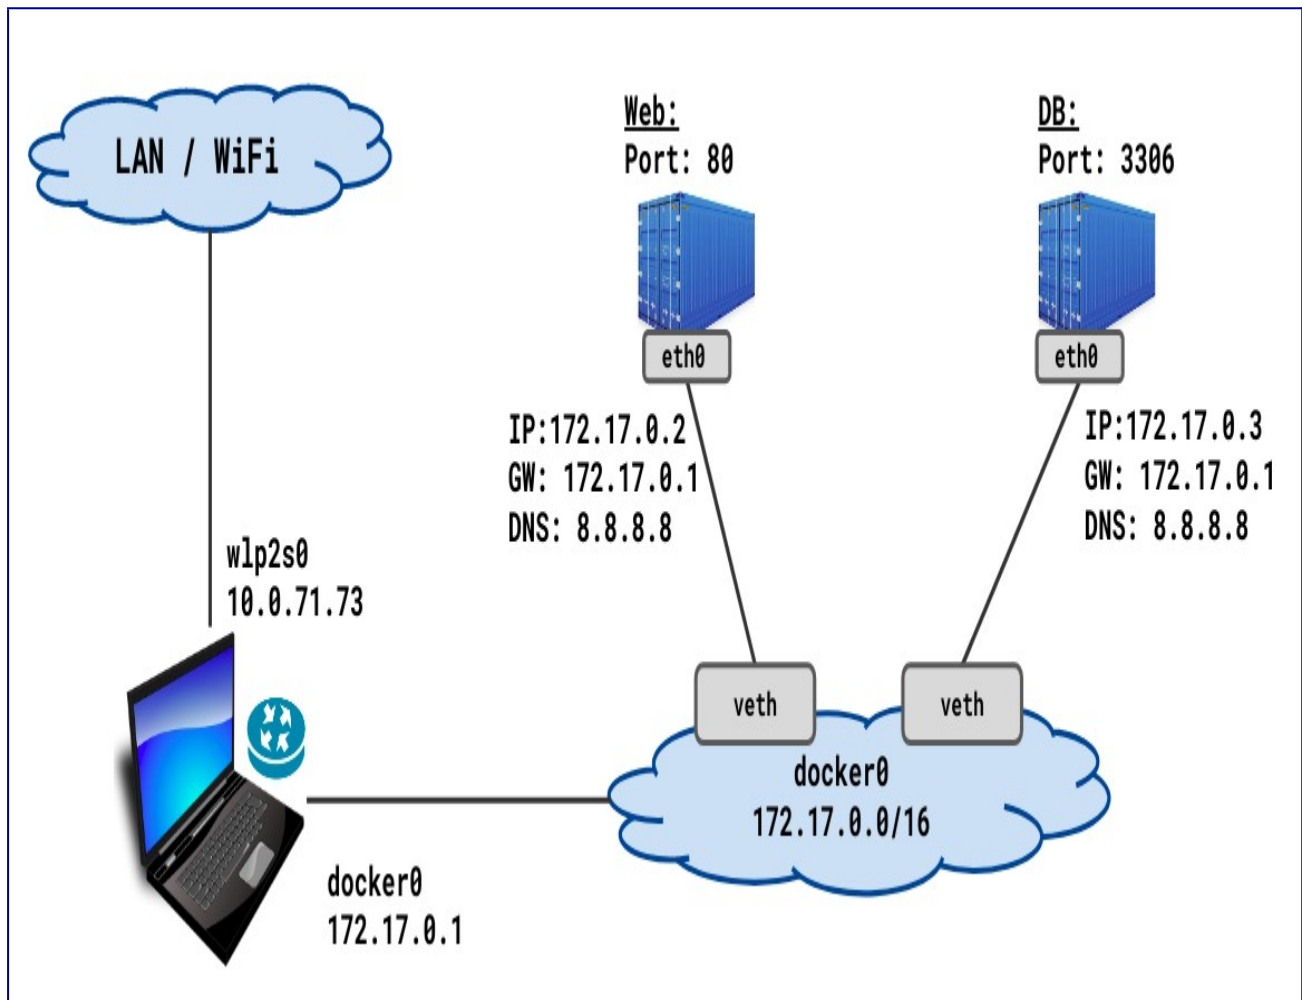 LAN / WiFi
Web:
Port: 80
DB:
Port: 3306
eth0
eth0
IP:172.17.0.2
GW: 172.17.0.1
DNS: 8.8.8.8
IP:172.17.0.3
GW: 172.17.0.1
DNS: 8.8.8.8
wlp2s0
10.0.71.73
veth
veth
docker0
172.17.0.0/16
docker0
172.17.0.1